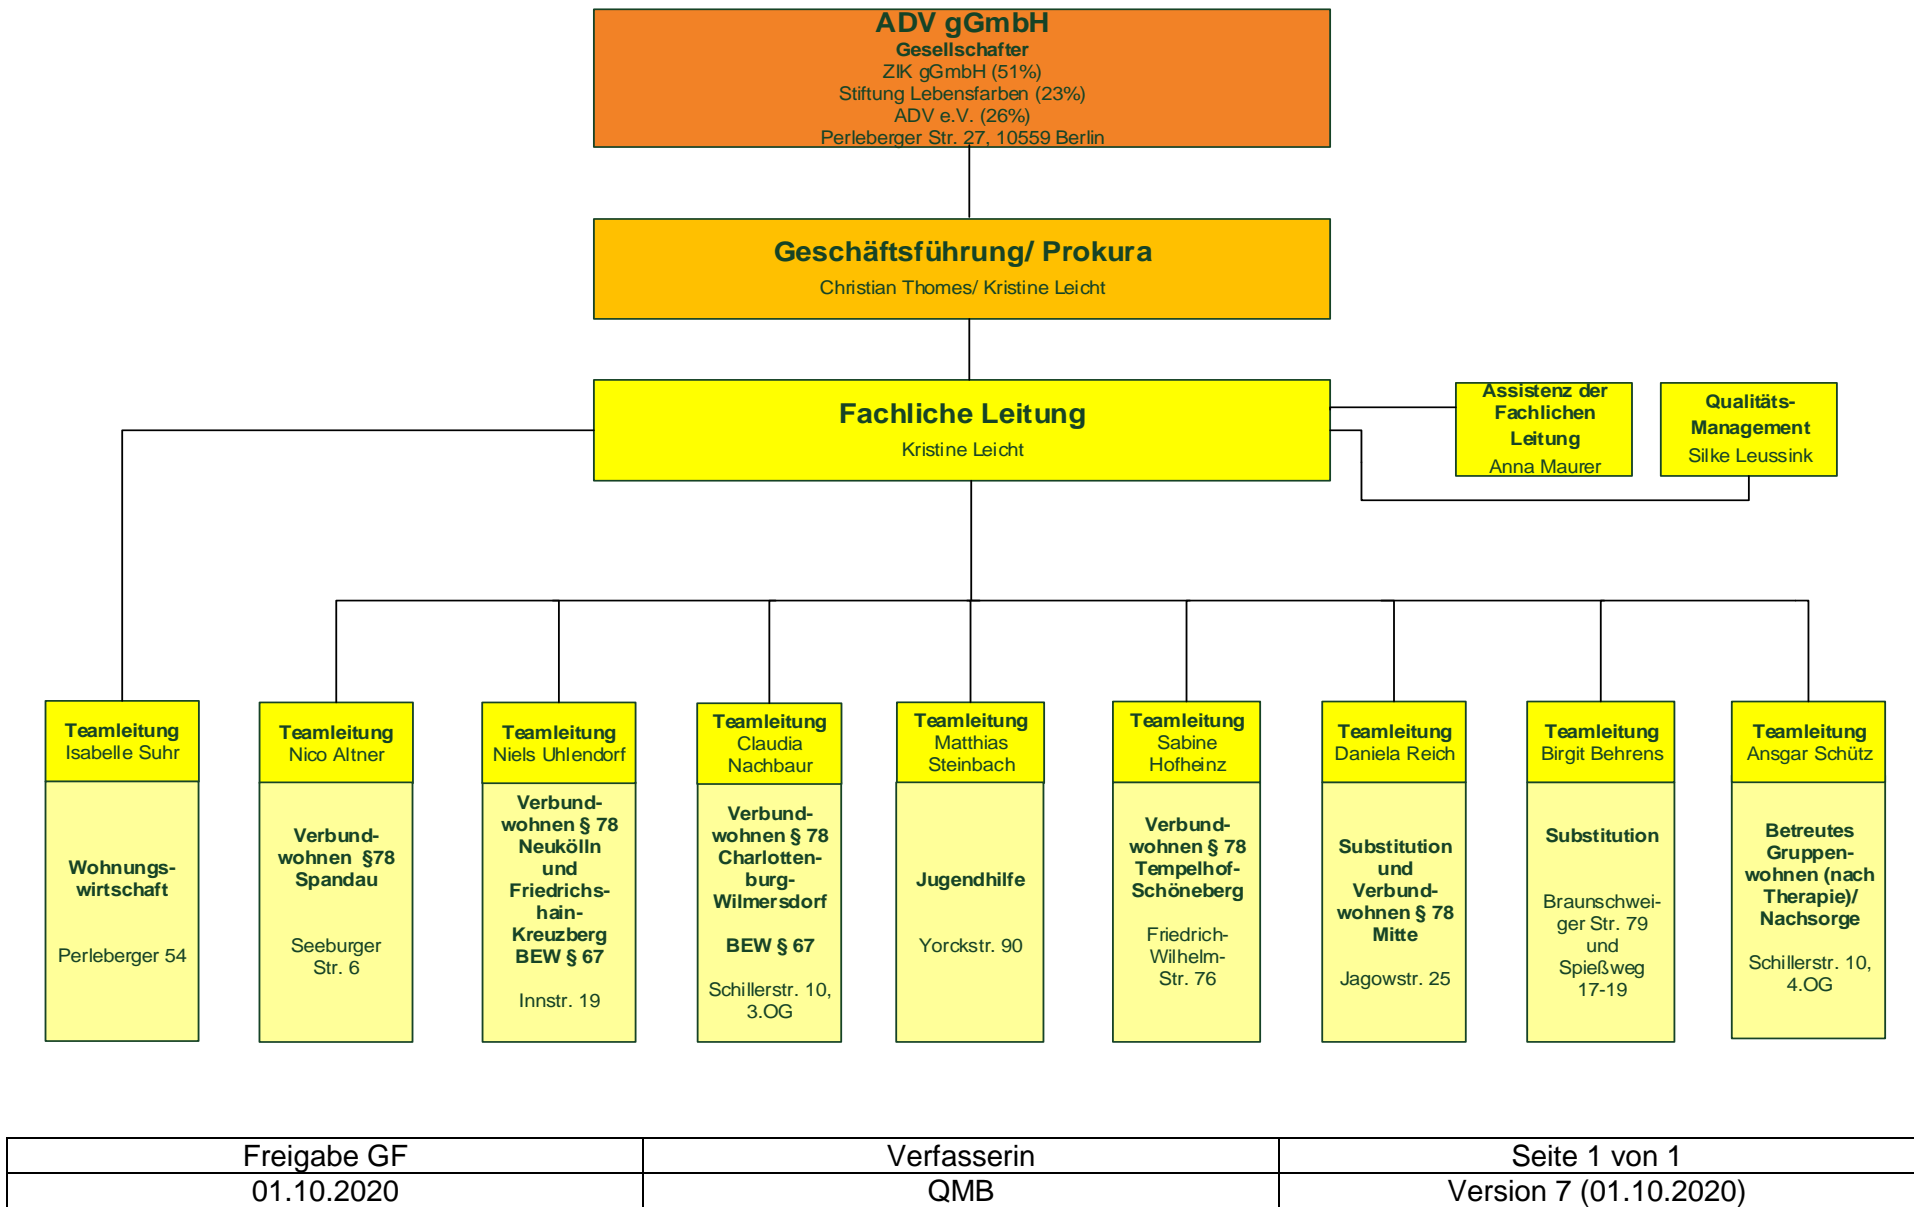 ADV gGmbH
Gesellschafter
ZIK gGmbH (51%)
Stiftung Lebensfarben (23%)
ADV e.V. (26%)
Perleberger Str. 27, 10559 Berlin
Geschäftsführung/ Prokura
Christian Thomes/ Kristine Leicht
Fachliche Leitung
Kristine Leicht
Assistenz der
Fachlichen
Leitung
Anna Maurer
Qualitäts-
Management
Silke Leussink
Teamleitung
Isabelle Suhr
Wohnungs-
wirtschaft
Perleberger 54
Teamleitung
Nico Altner
Verbund-
wohnen §78
Spandau
Seeburger
Str. 6
Teamleitung
Niels Uhlendorf
Verbund-
wohnen § 78
Neukölln
und
Friedrichs-
hain-
Kreuzberg
BEW § 67
Innstr. 19
Teamleitung
Claudia
Nachbaur
Verbund-
wohnen § 78
Charlotten-
burg-
Wilmersdorf
BEW § 67
Schillerstr. 10,
3.OG
Teamleitung
Matthias
Steinbach
Jugendhilfe
Yorckstr. 90
Teamleitung
Sabine
Hofheinz
Verbund-
wohnen § 78
Tempelhof-
Schöneberg
Friedrich-
Wilhelm-
Str. 76
Teamleitung
Daniela Reich
Substitution
und
Verbund-
wohnen § 78
Mitte
Jagowstr. 25
Teamleitung
Birgit Behrens
Substitution
Braunschwei-
ger Str. 79
und
Spießweg
17-19
Teamleitung
Ansgar Schütz
Betreutes
Gruppen-
wohnen (nach
Therapie)/
Nachsorge
Schillerstr. 10,
4.OG
Freigabe GF
Verfasserin
Seite 1 von 1
01.10.2020
QMB
Version 7 (01.10.2020)